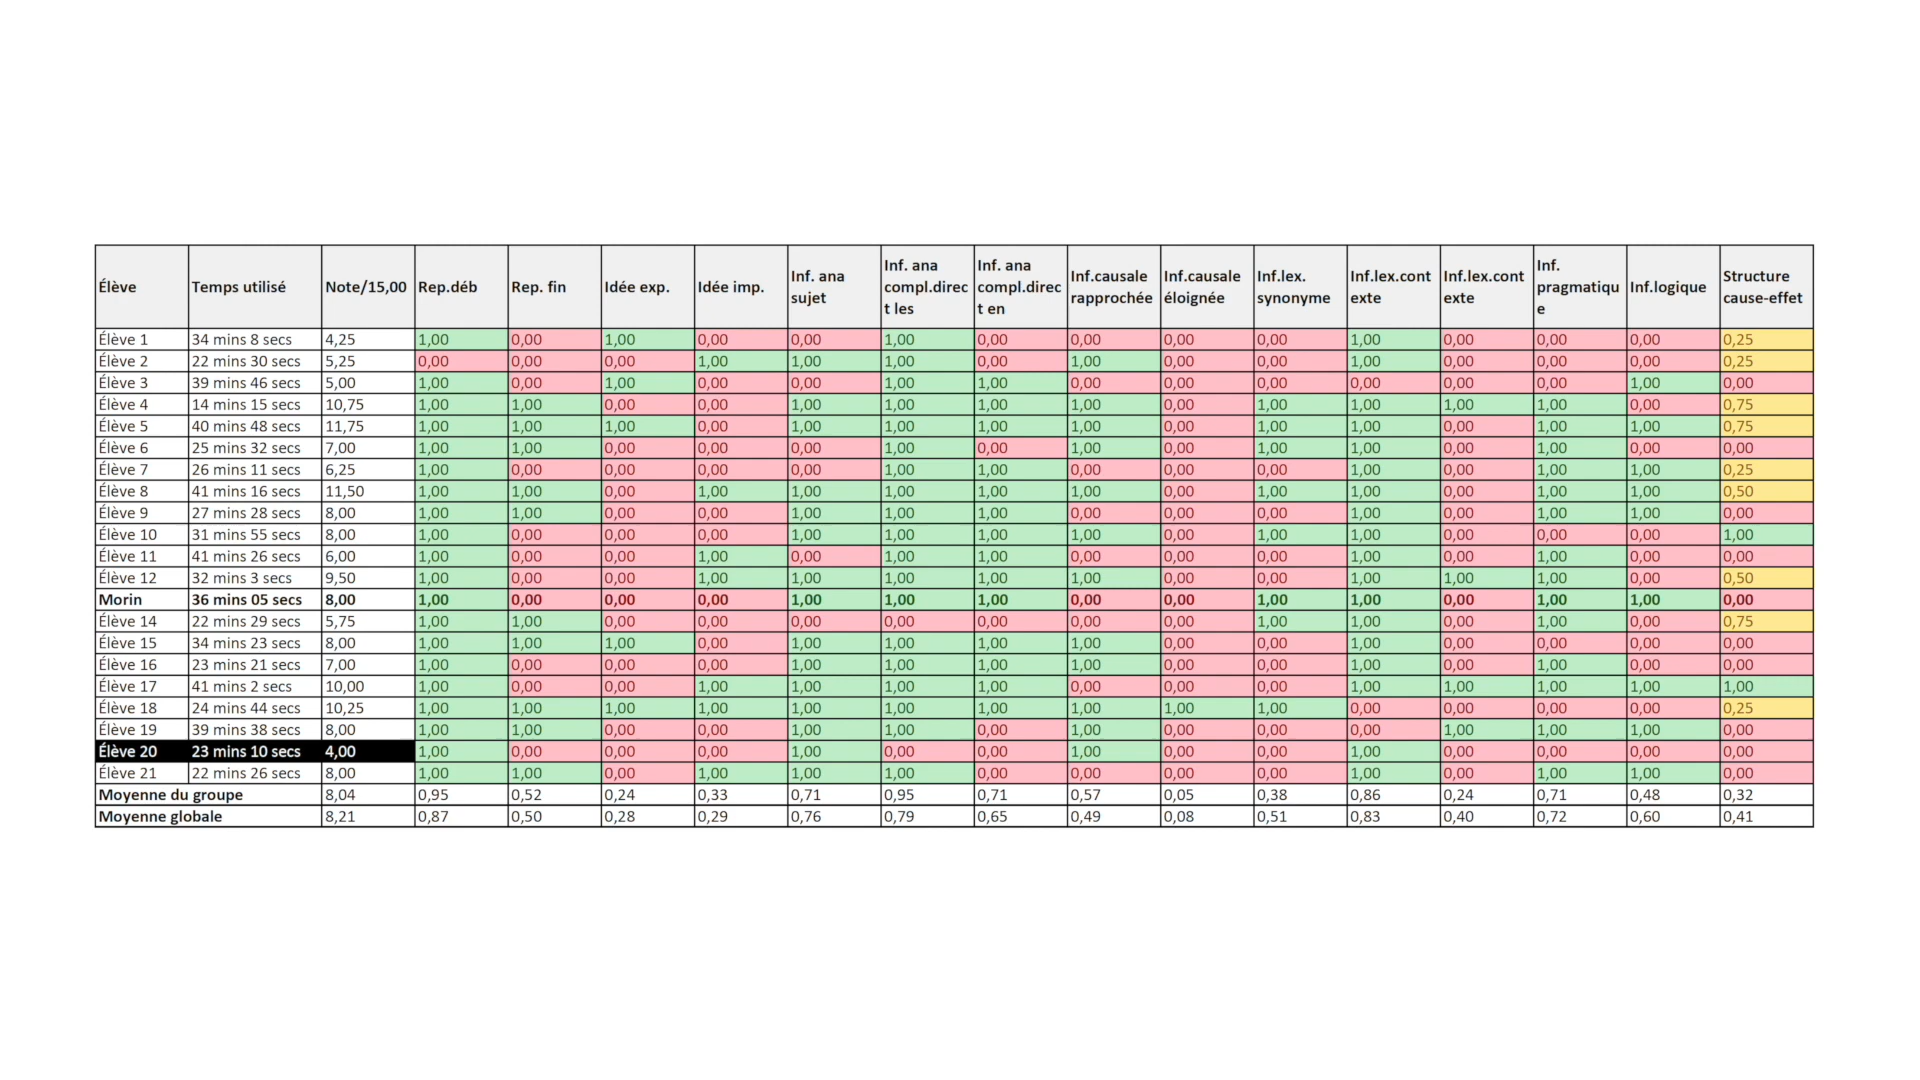 Élève Temps utilisé Note/15,00 Rep.déb Rep. fin Idée exp. Idée imp. Inf. ana sujet Inf. ana compl.direct les Inf. ana compl.direct en Inf.causale rapprochée Inf.causale éloignée Inf.lex. synonyme Inf.lex.contexte Inf.lex.contexte Inf. pragmatique Inf.logique Structure cause-effet
Élève 1 34 mins 8 secs 4,25 1,00 0,00 1,00 0,00 0,00 1,00 0,00 0,00 0,00 0,00 1,00 0,00 0,00 0,00 0,25
Élève 2 22 mins 30 secs 5,25 0,00 0,00 0,00 1,00 1,00 1,00 0,00 1,00 0,00 0,00 1,00 0,00 0,00 0,00 0,25
Élève 3 39 mins 46 secs 5,00 1,00 0,00 1,00 0,00 0,00 1,00 1,00 0,00 0,00 0,00 0,00 0,00 0,00 1,00 0,00
Élève 4 14 mins 15 secs 10,75 1,00 1,00 0,00 0,00 1,00 1,00 1,00 1,00 0,00 1,00 1,00 1,00 1,00 0,00 0,75
Élève 5 40 mins 48 secs 11,75 1,00 1,00 1,00 0,00 1,00 1,00 1,00 1,00 0,00 1,00 1,00 0,00 1,00 1,00 0,75
Élève 6 25 mins 32 secs 7,00 1,00 1,00 0,00 0,00 0,00 1,00 0,00 1,00 0,00 1,00 1,00 0,00 1,00 0,00 0,00
Élève 7 26 mins 11 secs 6,25 1,00 0,00 0,00 0,00 0,00 1,00 1,00 0,00 0,00 0,00 1,00 0,00 1,00 1,00 0,25
Élève 8 41 mins 16 secs 11,50 1,00 1,00 0,00 1,00 1,00 1,00 1,00 1,00 0,00 1,00 1,00 0,00 1,00 1,00 0,50
Élève 9 27 mins 28 secs 8,00 1,00 1,00 0,00 0,00 1,00 1,00 1,00 0,00 0,00 0,00 1,00 0,00 1,00 1,00 0,00
Élève 10 31 mins 55 secs 8,00 1,00 0,00 0,00 0,00 1,00 1,00 1,00 1,00 0,00 1,00 1,00 0,00 0,00 0,00 1,00
Élève 11 41 mins 26 secs 6,00 1,00 0,00 0,00 1,00 0,00 1,00 1,00 0,00 0,00 0,00 1,00 0,00 1,00 0,00 0,00
Élève 12 32 mins 3 secs 9,50 1,00 0,00 0,00 1,00 1,00 1,00 1,00 1,00 0,00 0,00 1,00 1,00 1,00 0,00 0,50
Morin 36 mins 05 secs 8,00 1,00 0,00 0,00 0,00 1,00 1,00 1,00 0,00 0,00 1,00 1,00 0,00 1,00 1,00 0,00
Élève 14 22 mins 29 secs 5,75 1,00 1,00 0,00 0,00 0,00 0,00 0,00 0,00 0,00 1,00 1,00 0,00 1,00 0,00 0,75
Élève 15 34 mins 23 secs 8,00 1,00 1,00 1,00 0,00 1,00 1,00 1,00 1,00 0,00 0,00 1,00 0,00 0,00 0,00 0,00
Élève 16 23 mins 21 secs 7,00 1,00 0,00 0,00 0,00 1,00 1,00 1,00 1,00 0,00 0,00 1,00 0,00 1,00 0,00 0,00
Élève 17 41 mins 2 secs 10,00 1,00 0,00 0,00 1,00 1,00 1,00 1,00 0,00 0,00 0,00 1,00 1,00 1,00 1,00 1,00
Élève 18 24 mins 44 secs 10,25 1,00 1,00 1,00 1,00 1,00 1,00 1,00 1,00 1,00 1,00 0,00 0,00 0,00 0,00 0,25
Élève 19 39 mins 38 secs 8,00 1,00 1,00 0,00 0,00 1,00 1,00 0,00 1,00 0,00 0,00 0,00 1,00 1,00 1,00 0,00
Élève 20 23 mins 10 secs 4,00 1,00 0,00 0,00 0,00 1,00 0,00 0,00 1,00 0,00 0,00 1,00 0,00 0,00 0,00 0,00
Élève 21 22 mins 26 secs 8,00 1,00 1,00 0,00 1,00 1,00 1,00 0,00 0,00 0,00 0,00 1,00 0,00 1,00 1,00 0,00
Moyenne du groupe 8,04 0,95 0,52 0,24 0,33 0,71 0,95 0,71 0,57 0,05 0,38 0,86 0,24 0,71 0,48 0,32
Moyenne globale 8,21 0,87 0,50 0,28 0,29 0,76 0,79 0,65 0,49 0,08 0,51 0,83 0,40 0,72 0,60 0,41